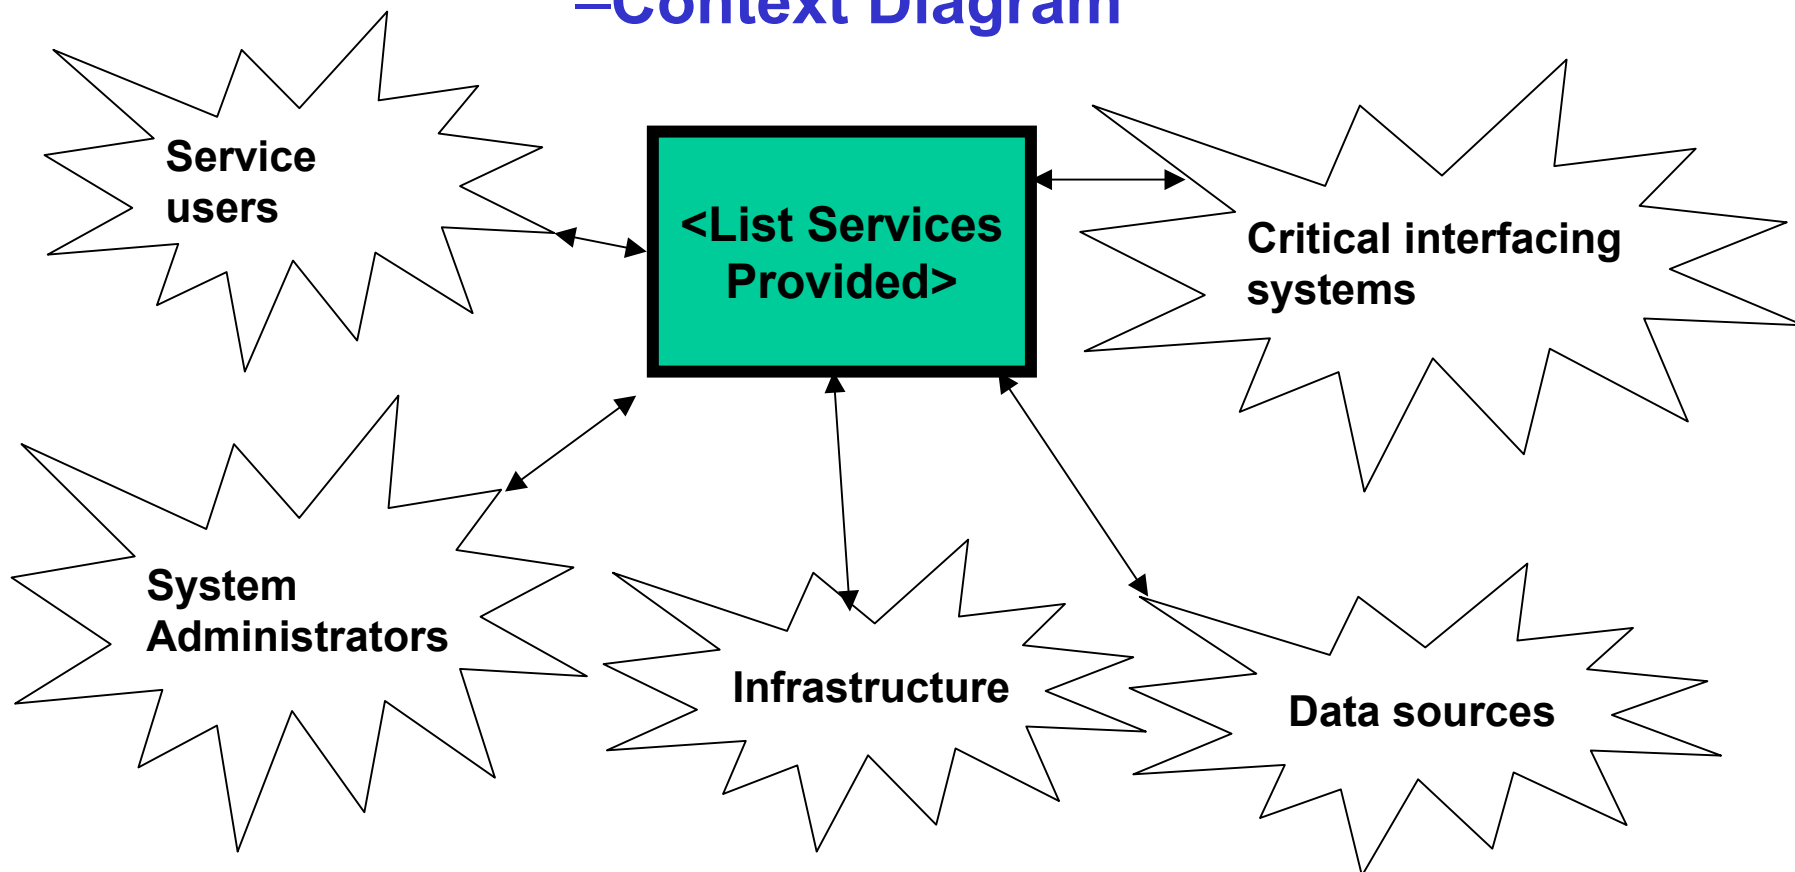 –Context Diagram
Service
users
<List Services
Provided>
Critical interfacing
systems
System
Administrators
Infrastructure
Data sources